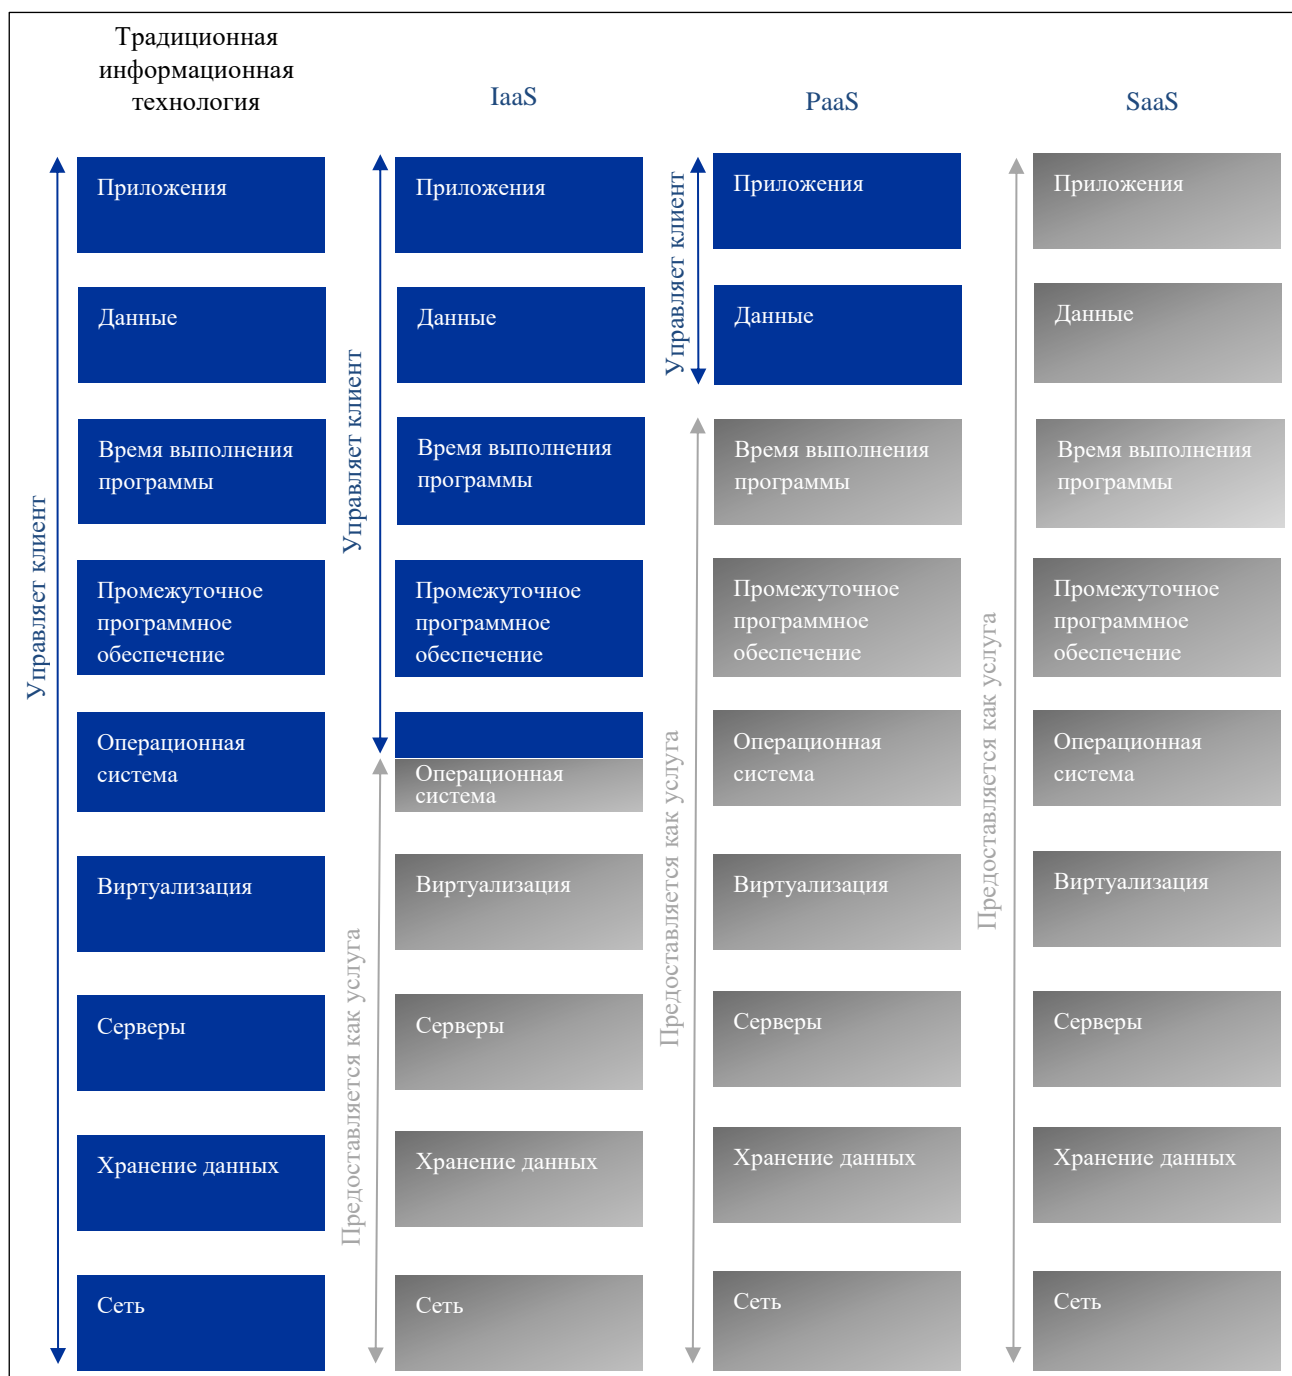 Традиционная
информационная
технология
IaaS
PaaS
SaaS
Управляет клиент
Приложения
Данные
Время выполнения
программы
Промежуточное
программное
обеспечение
Операционная
система
Виртуализация
Серверы
Хранение данных
Сеть
Управляет клиент
Предоставляется как услуга
Приложения
Данные
Время выполнения
программы
Промежуточное
программное
обеспечение
Операционная
система
Виртуализация
Серверы
Хранение данных
Сеть
Управляет клиент
Предоставляется как услуга
Приложения
Данные
Время выполнения
программы
Промежуточное
программное
обеспечение
Операционная
система
Виртуализация
Серверы
Хранение данных
Сеть
Предоставляется как услуга
Приложения
Данные
Время выполнения
программы
Промежуточное
программное
обеспечение
Операционная
система
Виртуализация
Серверы
Хранение данных
Сеть